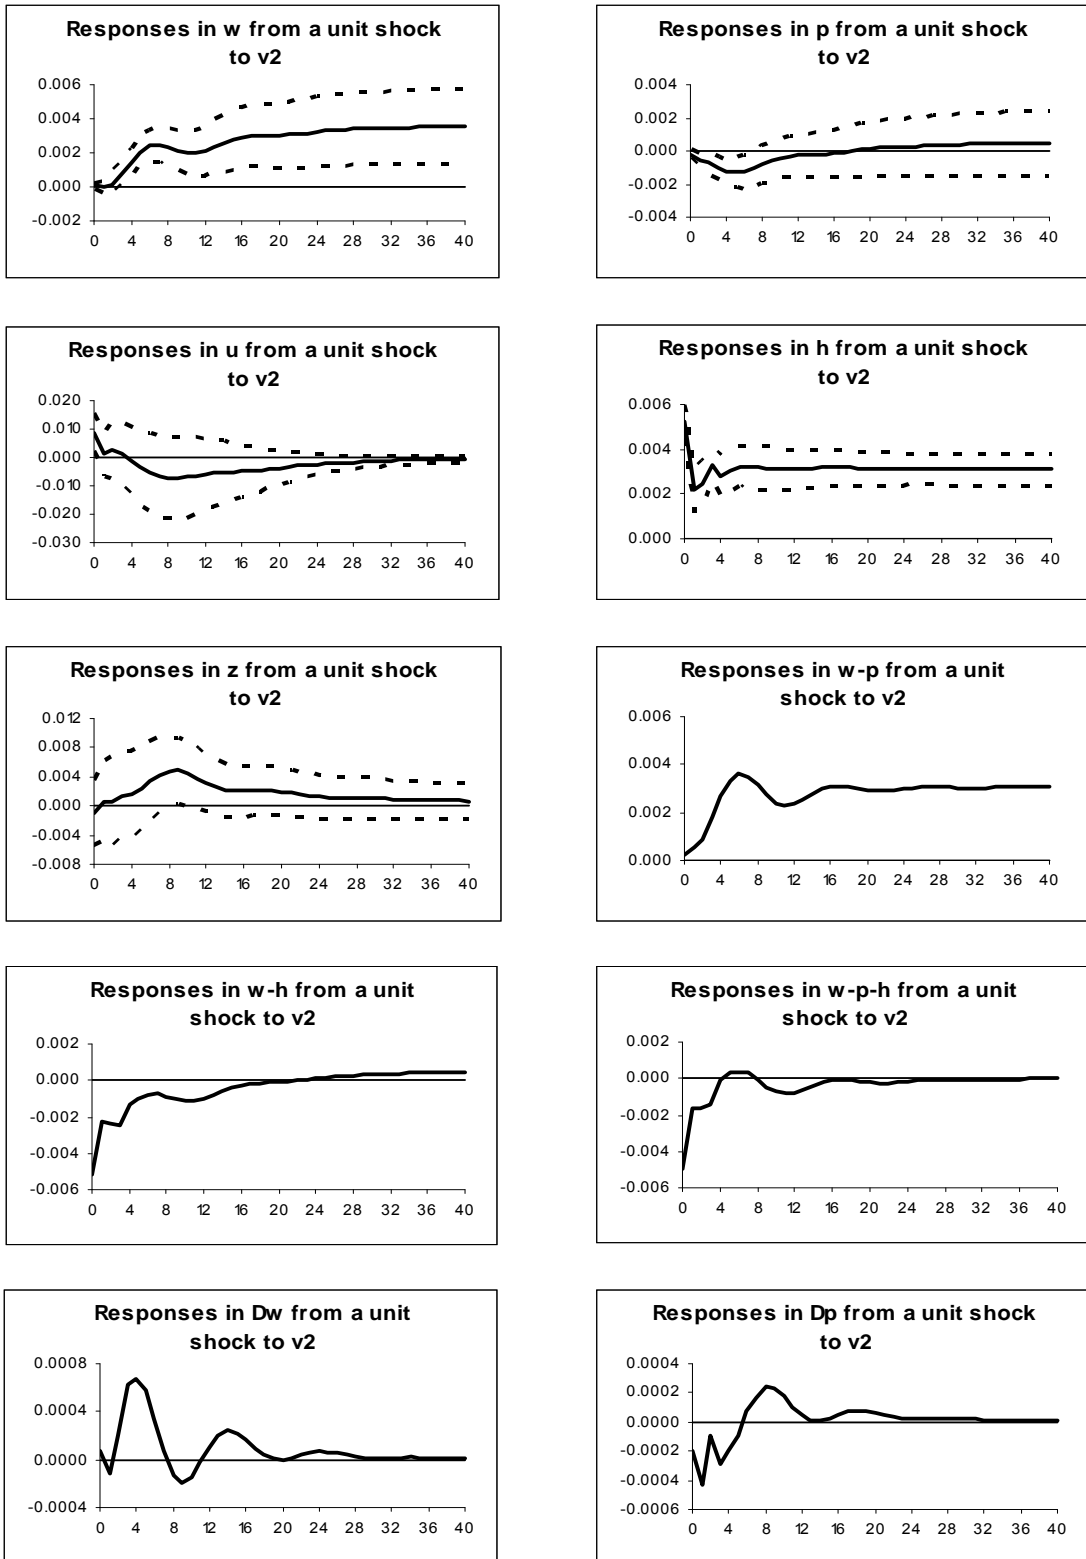 Responses in w from a unit shock
to v2
0.006
0.004
0.002
0.000
-0.002
0 4 8 12 16 20 24 28 32 36 40
Responses in p from a unit shock
to v2
0.004
0.002
0.000
-0.002
-0.004
0 4 8 12 16 20 24 28 32 36 40
Responses in u from a unit shock
to v2
0.020
0.010
0.000
-0.010
-0.020
-0.030
0 4 8 12 16 20 24 28 32 36 40
Responses in h from a unit shock
to v2
0.006
0.004
0.002
0.000
0 4 8 12 16 20 24 28 32 36 40
Responses in z from a unit shock
to v2
0.012
0.008
0.004
0.000
-0.004
-0.008
0 4 8 12 16 20 24 28 32 36 40
Responses in w-p from a unit
shock to v2
0.006
0.004
0.002
0.000
0 4 8 12 16 20 24 28 32 36 40
Responses in w-h from a unit
shock to v2
0.002
0.000
-0.002
-0.004
-0.006
0 4 8 12 16 20 24 28 32 36 40
Responses in w-p-h from a unit
shock to v2
0.002
0.000
-0.002
-0.004
-0.006
0 4 8 12 16 20 24 28 32 36 40
Responses in Dw from a unit
shock to v2
0.0008
0.0004
0.0000
-0.0004
0 4 8 12 16 20 24 28 32 36 40
Responses in Dp from a unit shock
to v2
0.0004
0.0002
0.0000
-0.0002
-0.0004
-0.0006
0 4 8 12 16 20 24 28 32 36 40